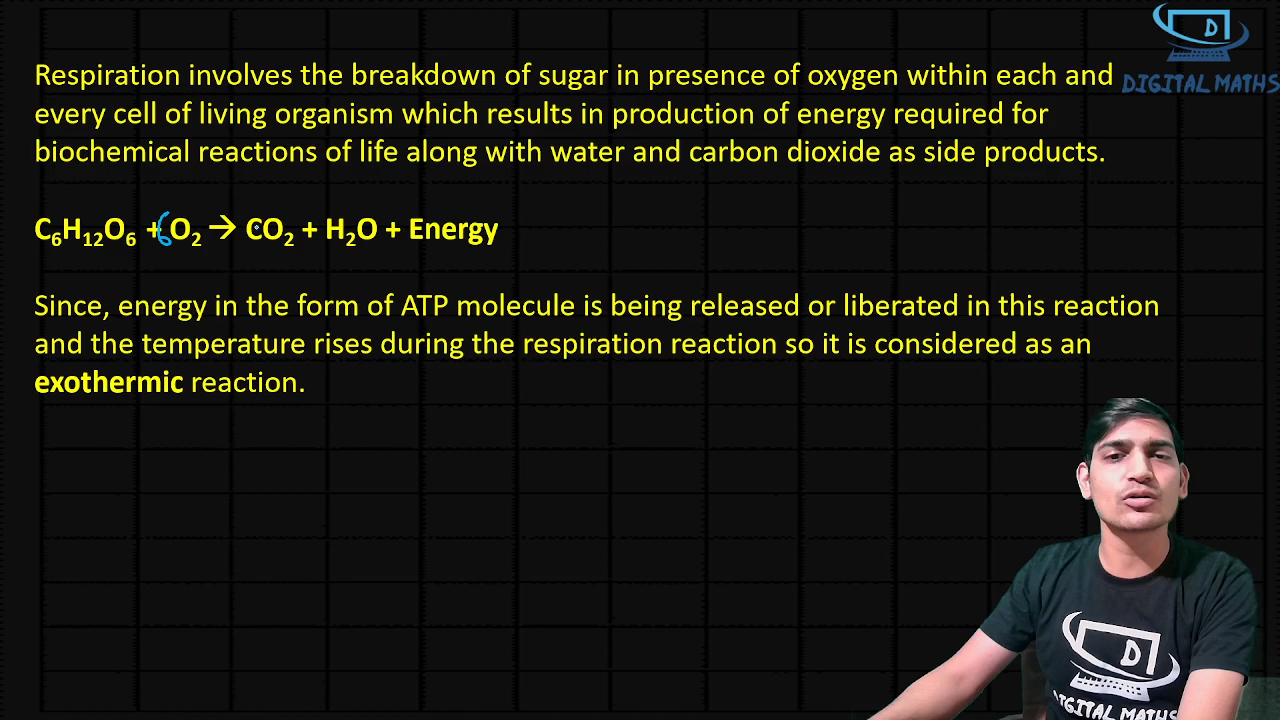 D
DIGITAL MATHS
Respiration involves the breakdown of sugar in presence of oxygen within each and
every cell of living organism which results in production of energy required for
biochemical reactions of life along with water and carbon dioxide as side products.
C₆H₁₂O₆ + 6O₂ → CO₂ + H₂O + Energy
Since, energy in the form of ATP molecule is being released or liberated in this reaction
and the temperature rises during the respiration reaction so it is considered as an
exothermic reaction.
D
DIGITAL MATHS